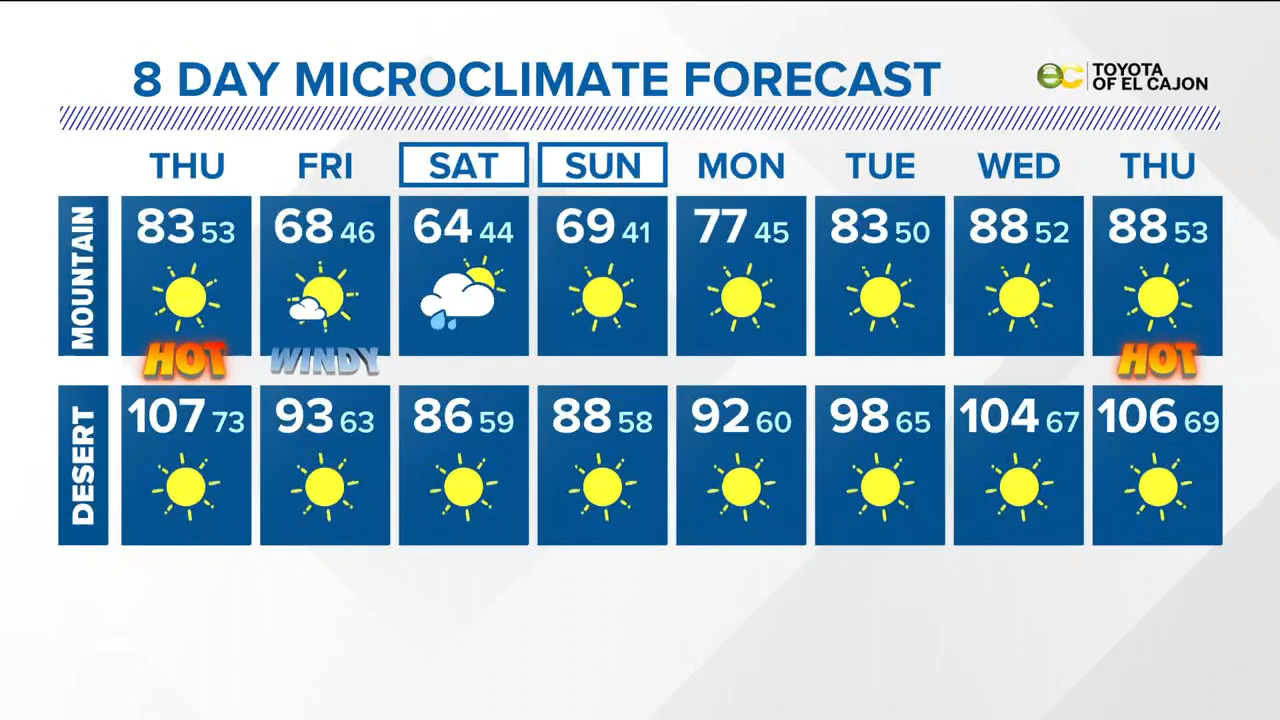 8 DAY MICROCLIMATE FORECAST
ec TOYOTA
OF EL CAJON
THU FRI SAT SUN MON TUE WED THU
MOUNTAIN
83 53 68 46 64 44 69 41 77 45 83 50 88 52 88 53
HOT WINDY HOT
DESERT
107 73 93 63 86 59 88 58 92 60 98 65 104 67 106 69